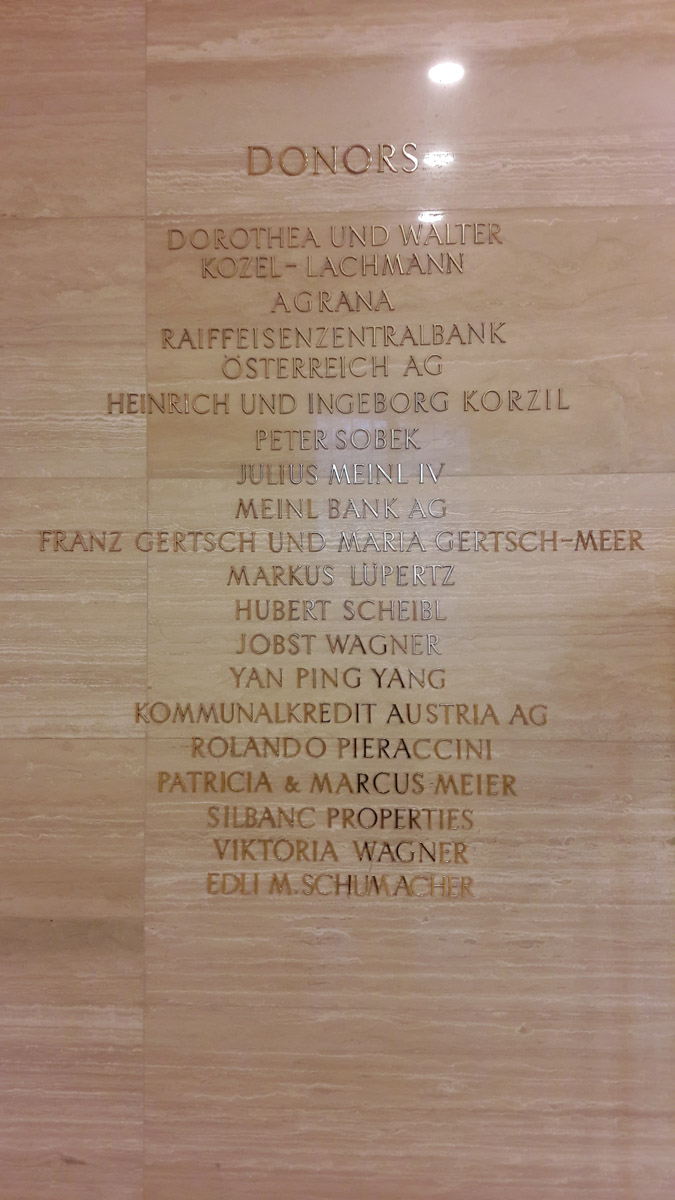 DONORS
DOROTHEA UND WALTER
KOZEL-LACHMANN
AGRANA
RAIFFEISENZENTRALBANK
ÖSTERREICH AG
HEINRICH UND INGEBORG KORZIL
PETER SOBEK
JULIUS MEINL IV
MEINL BANK AG
FRANZ GERTSCH UND MARIA GERTSCH-MEER
MARKUS LÜPERTZ
HUBERT SCHEIBL
JOBST WAGNER
YAN PING YANG
KOMMUNALKREDIT AUSTRIA AG
ROLANDO PIERACCINI
PATRICIA & MARCUS MEIER
SILBANC PROPERTIES
VIKTORIA WAGNER
EDLI M. SCHUMACHER